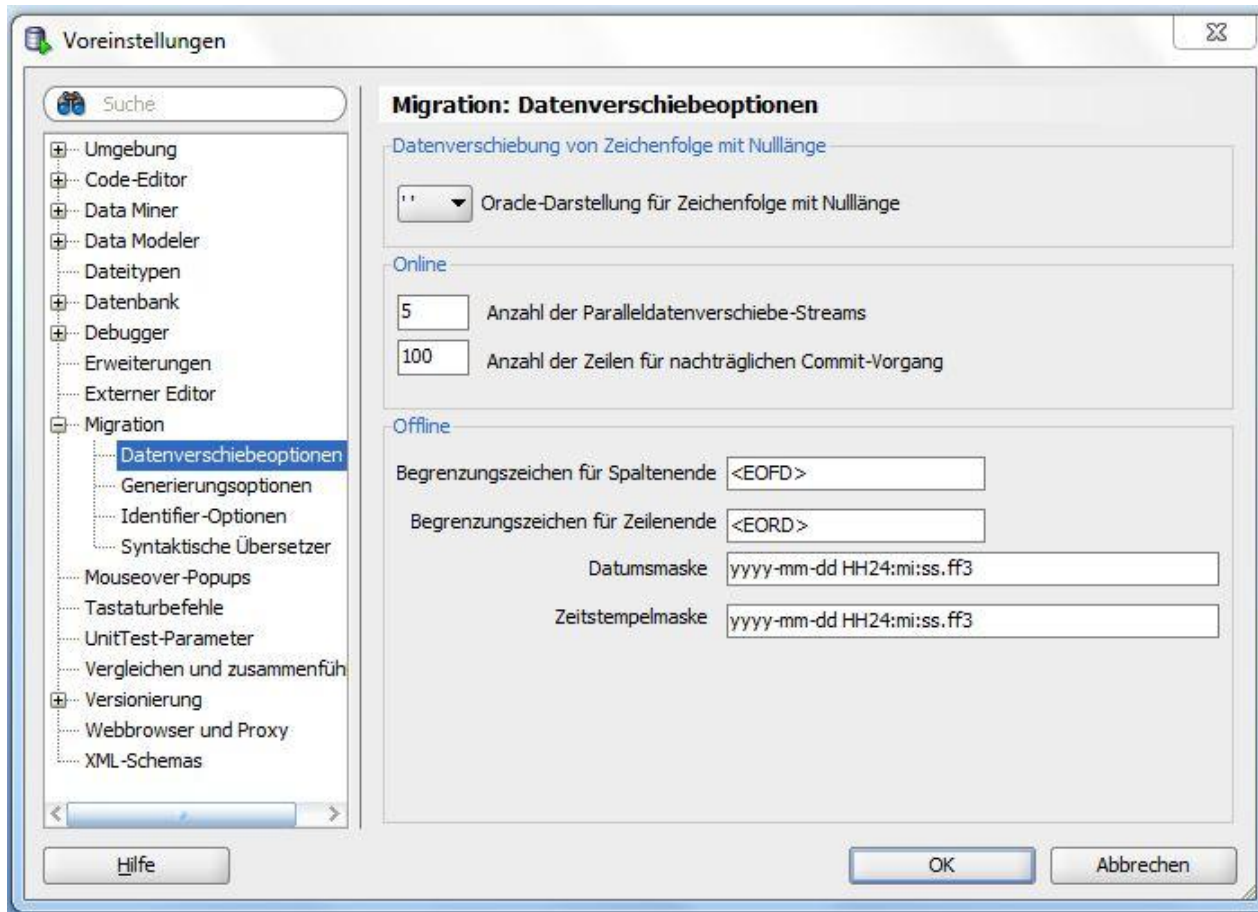 Voreinstellungen
Suche
Umgebung
Code-Editor
Data Miner
Data Modeler
Dateitypen
Datenbank
Debugger
Erweiterungen
Externer Editor
Migration
Datenverschiebeoptionen
Generierungsoptionen
Identifier-Optionen
Syntaktische Übersetzer
Mouseover-Popups
Tastaturbefehle
UnitTest-Parameter
Vergleichen und zusammenfüh
Versionierung
Webbrowser und Proxy
XML-Schemas
Migration: Datenverschiebeoptionen
Datenverschiebung von Zeichenfolge mit Nulllänge
' ' Oracle-Darstellung für Zeichenfolge mit Nulllänge
Online
5 Anzahl der Paralleldatenverschiebe-Streams
100 Anzahl der Zeilen für nachträglichen Commit-Vorgang
Offline
Begrenzungszeichen für Spaltenende <EOFD>
Begrenzungszeichen für Zeilenende <EORD>
Datumsmaske yyyy-mm-dd HH24:mi:ss.ff3
Zeitstempelmaske yyyy-mm-dd HH24:mi:ss.ff3
Hilfe OK Abbrechen